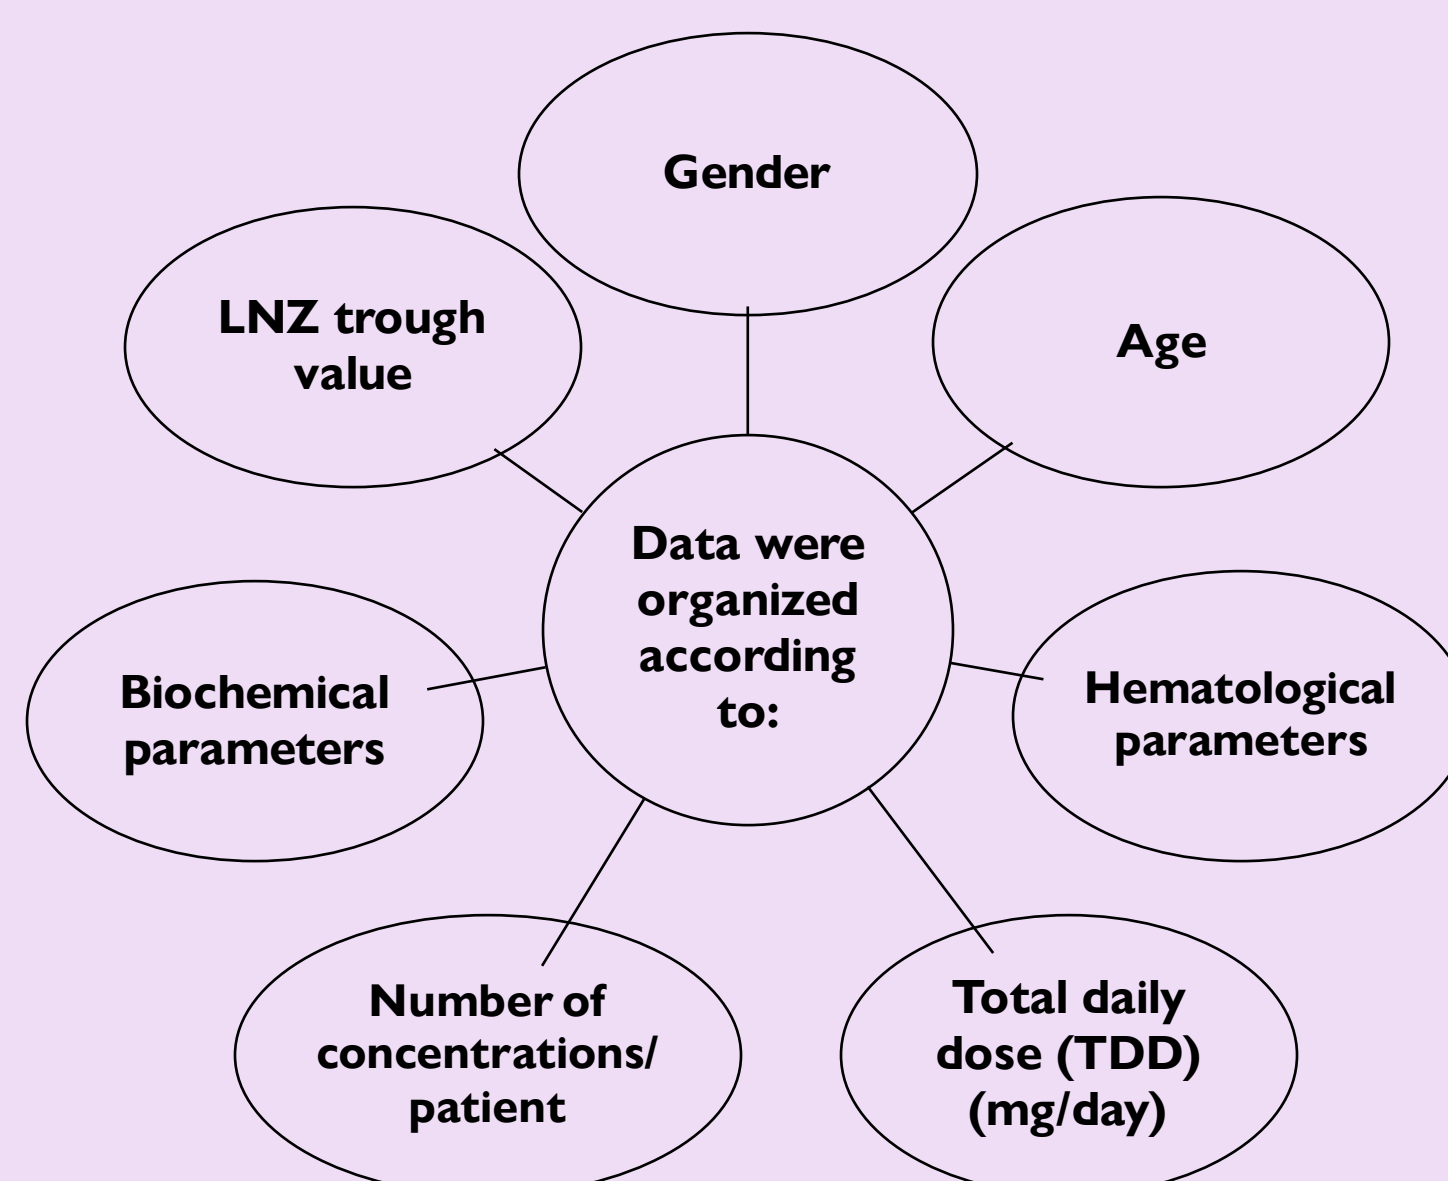 Gender
LNZ trough
value
Age
Data were
organized
according
to:
Biochemical
parameters
Hematological
parameters
Number of
concentrations/
patient
Total daily
dose (TDD)
(mg/day)